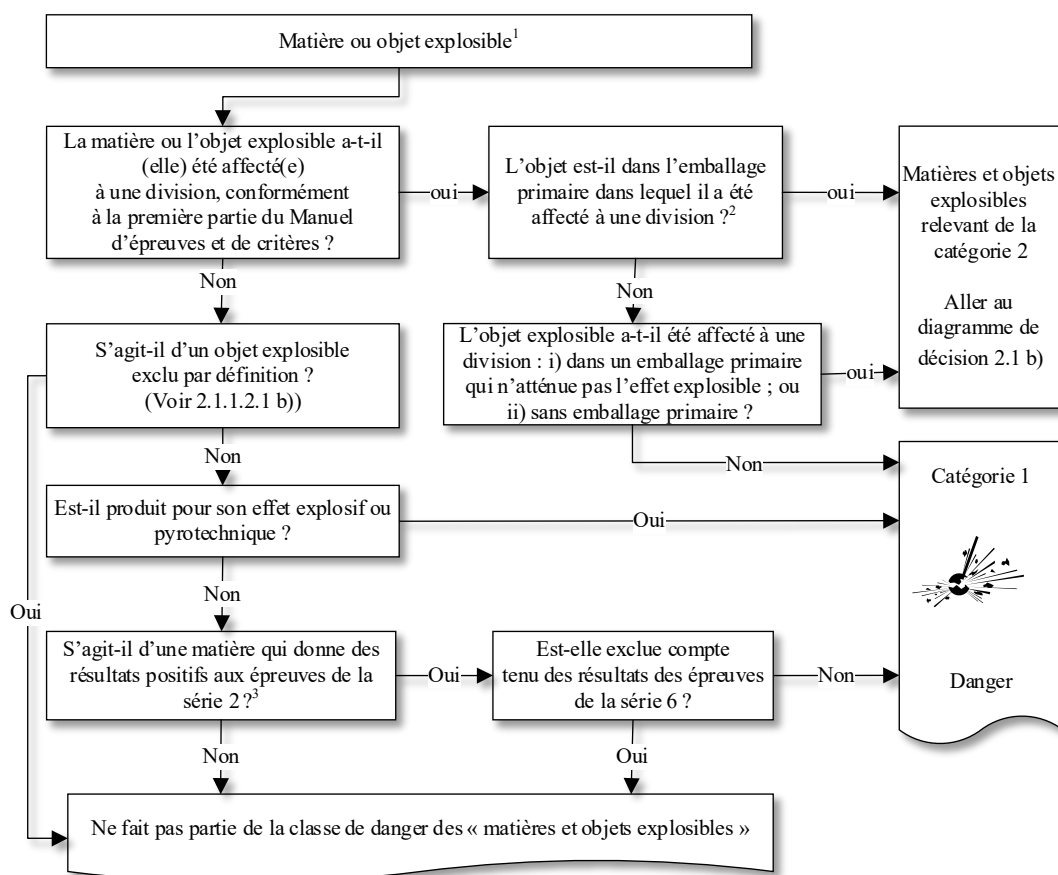 Matière ou objet explosible¹
La matière ou l’objet explosible a-t-il
(elle) été affecté(e)
à une division, conformément
à la première partie du Manuel
d’épreuves et de critères ?
oui
L’objet est-il dans l’emballage
primaire dans lequel il a été
affecté à une division ?²
oui
Matières et objets
explosibles
relevant de la
catégorie 2
Aller au
diagramme de
décision 2.1 b)
Non
Non
S’agit-il d’un objet explosible
exclu par définition ?
(Voir 2.1.1.2.1 b))
L’objet explosible a-t-il été affecté à une
division : i) dans un emballage primaire
qui n’atténue pas l’effet explosible ; ou
ii) sans emballage primaire ?
oui
Non
Non
Catégorie 1
Est-il produit pour son effet explosif ou
pyrotechnique ?
Oui
Non
Oui
S’agit-il d’une matière qui donne des
résultats positifs aux épreuves de la
série 2 ?³
Oui
Est-elle exclue compte
tenu des résultats des épreuves
de la série 6 ?
Non
Danger
Non
Oui
Ne fait pas partie de la classe de danger des « matières et objets explosibles »